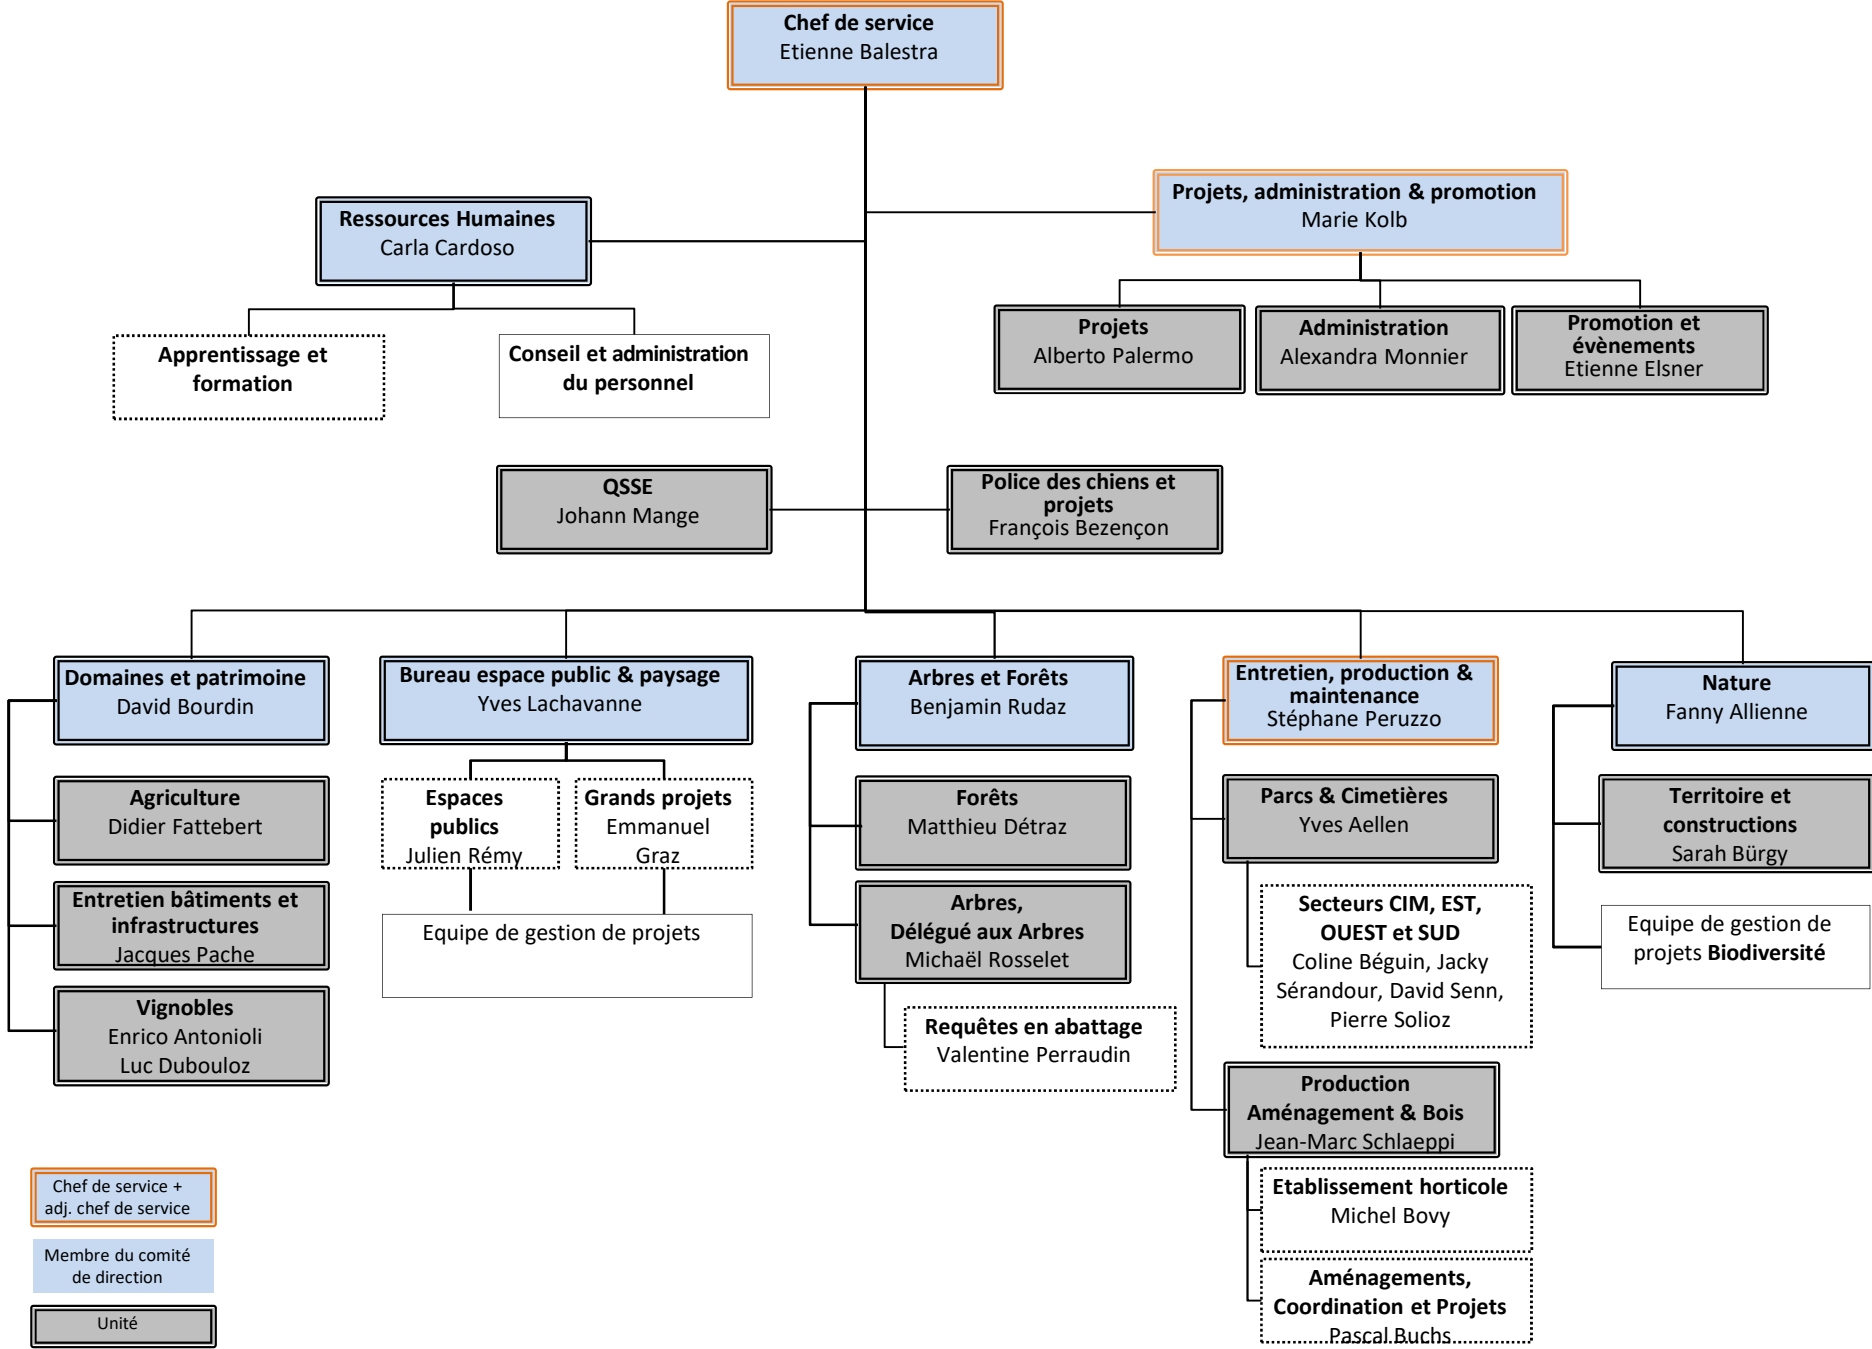 Chef de service
Etienne Balestra
Ressources Humaines
Carla Cardoso
Projets, administration & promotion
Marie Kolb
Apprentissage et
formation
Conseil et administration
du personnel
Projets
Alberto Palermo
Administration
Alexandra Monnier
Promotion et
évènements
Etienne Elsner
QSSE
Johann Mange
Police des chiens et
projets
François Bezençon
Domaines et patrimoine
David Bourdin
Agriculture
Didier Fattebert
Entretien bâtiments et
infrastructures
Jacques Pache
Vignobles
Enrico Antonioli
Luc Dubouloz
Bureau espace public & paysage
Yves Lachavanne
Espaces
publics
Julien Rémy
Grands projets
Emmanuel
Graz
Equipe de gestion de projets
Arbres et Forêts
Benjamin Rudaz
Forêts
Matthieu Détraz
Arbres,
Délégué aux Arbres
Michaël Rosselet
Requêtes en abattage
Valentine Perraudin
Entretien, production &
maintenance
Stéphane Peruzzo
Parcs & Cimetières
Yves Aellen
Secteurs CIM, EST,
OUEST et SUD
Coline Béguin, Jacky
Sérandour, David Senn,
Pierre Solioz
Production
Aménagement & Bois
Jean-Marc Schlaeppi
Etablissement horticole
Michel Bovy
Aménagements,
Coordination et Projets
Pascal Buchs
Nature
Fanny Allienne
Territoire et
constructions
Sarah Bürgy
Equipe de gestion de
projets Biodiversité
Chef de service +
adj. chef de service
Membre du comité
de direction
Unité